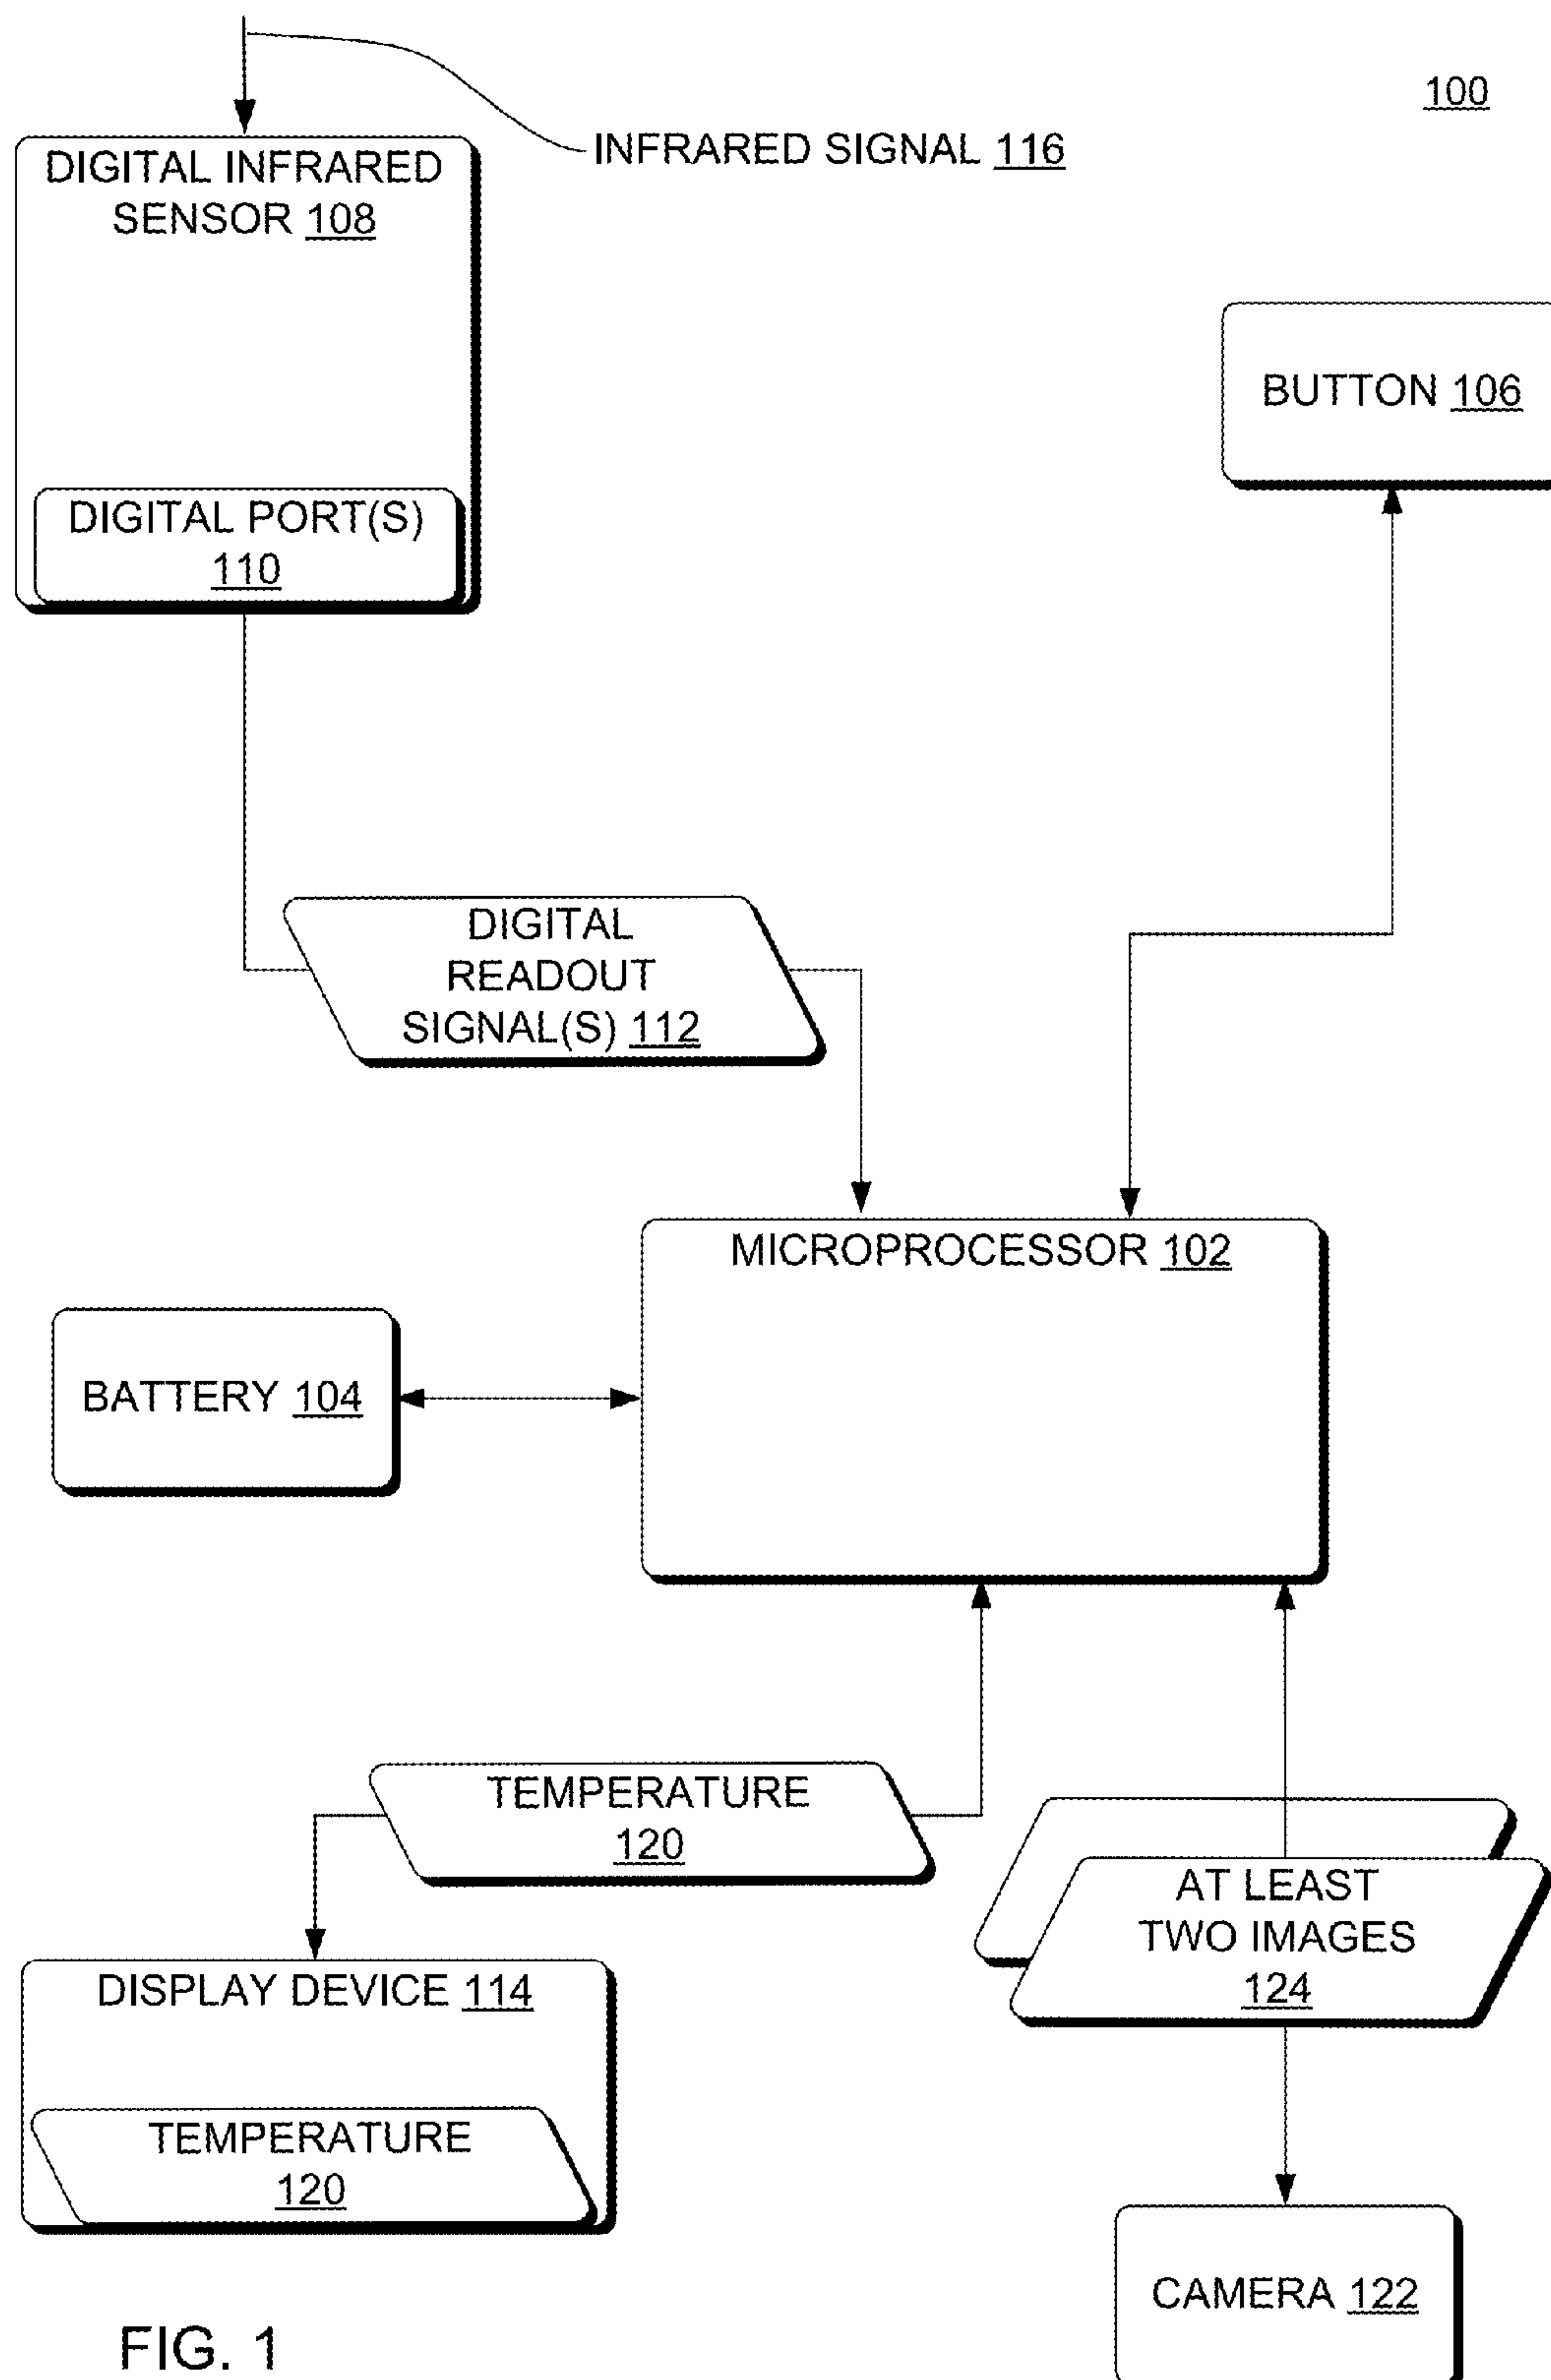 100
INFRARED SIGNAL 116
DIGITAL INFRARED
SENSOR 108
BUTTON 106
DIGITAL PORT(S)
110
DIGITAL
READOUT
SIGNAL(S) 112
MICROPROCESSOR 102
BATTERY 104
TEMPERATURE
120
AT LEAST
TWO IMAGES
124
DISPLAY DEVICE 114
TEMPERATURE
120
CAMERA 122
FIG. 1